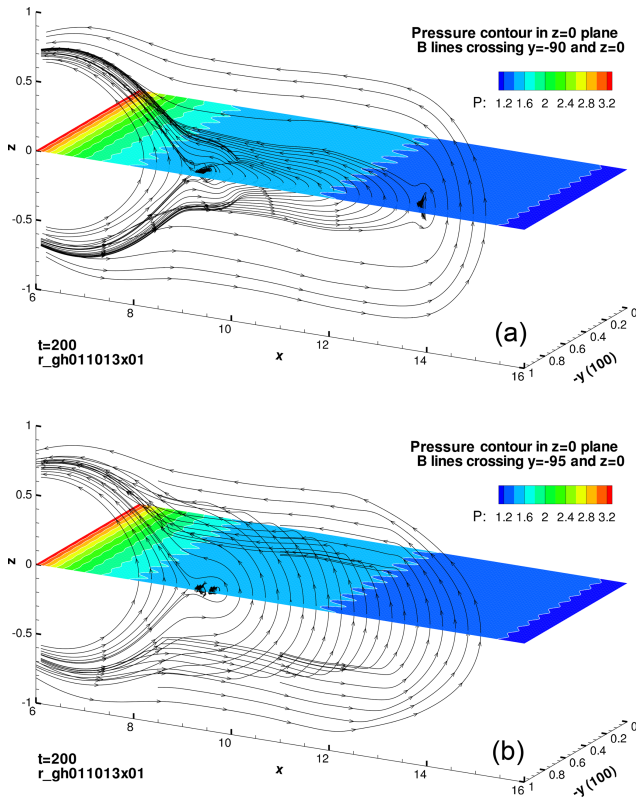 Pressure contour in z=0 plane
B lines crossing y=-90 and z=0
P: 1.2 1.6 2 2.4 2.8 3.2
1
0.5
0
-0.5
-1
z
6
8
10
12
14
16
x
1 0.8 0.6 0.4 0.2 0
-y (100)
(a)
t=200
r_gh011013x01
Pressure contour in z=0 plane
B lines crossing y=-95 and z=0
P: 1.2 1.6 2 2.4 2.8 3.2
1
0.5
0
-0.5
-1
z
6
8
10
12
14
16
x
1 0.8 0.6 0.4 0.2 0
-y (100)
(b)
t=200
r_gh011013x01